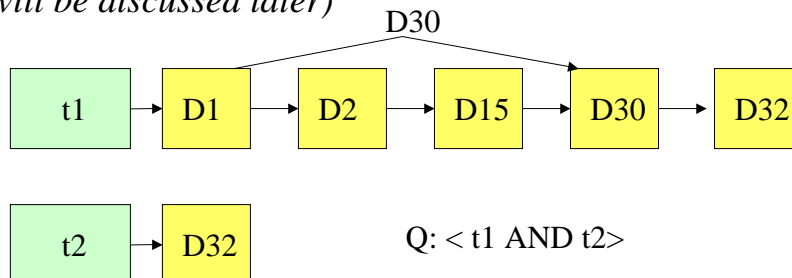 will be discussed later)
D30
t1 D1 D2 D15 D30 D32
t2 D32 Q: < t1 AND t2>